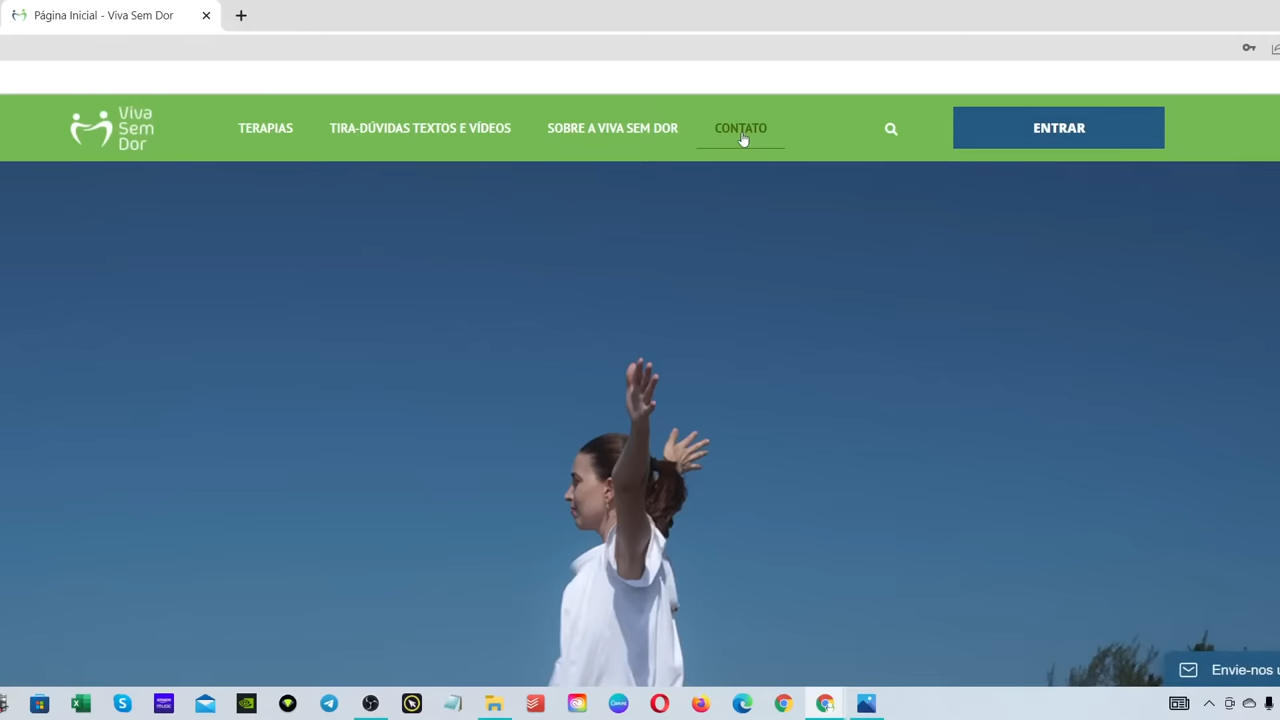 Página Inicial - Viva Sem Dor
Viva
Sem
Dor
TERAPIAS
TIRA-DÚVIDAS TEXTOS E VÍDEOS
SOBRE A VIVA SEM DOR
CONTATO
ENTRAR
Envie-nos